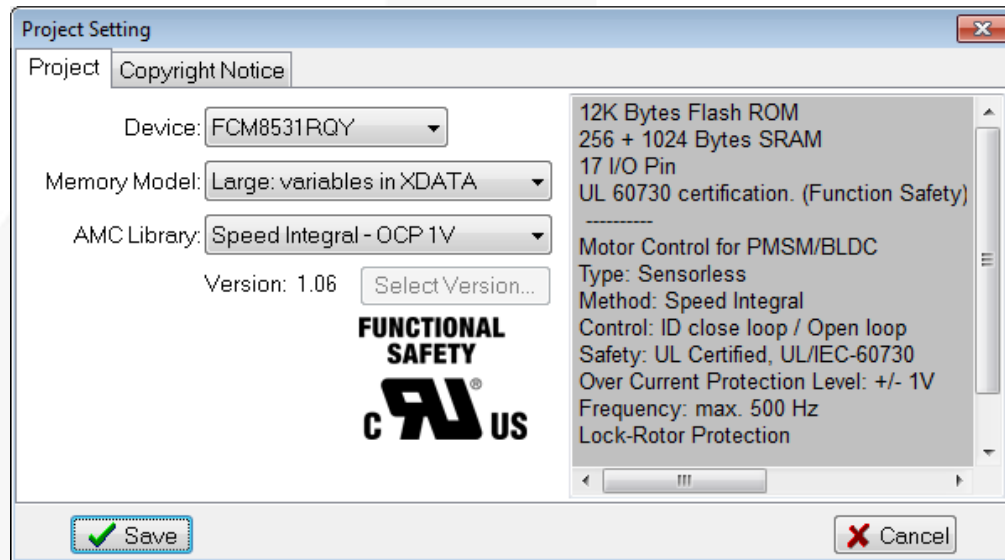 Project Setting
Project
Copyright Notice
Device: FCM8531RQY
Memory Model: Large: variables in XDATA
AMC Library: Speed Integral - OCP 1V
Version: 1.06 Select Version...
FUNCTIONAL
SAFETY
C RU ® US
12K Bytes Flash ROM
256 + 1024 Bytes SRAM
17 I/O Pin
UL 60730 certification. (Function Safety)
----------
Motor Control for PMSM/BLDC
Type: Sensorless
Method: Speed Integral
Control: ID close loop / Open loop
Safety: UL Certified, UL/IEC-60730
Over Current Protection Level: +/- 1V
Frequency: max. 500 Hz
Lock-Rotor Protection
Save
Cancel